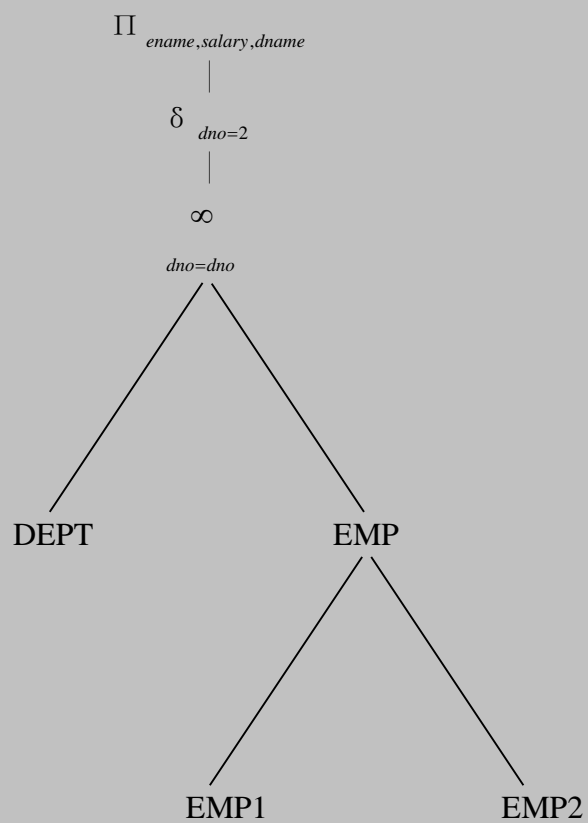 Π ename,salary,dname
δ dno=2
∞
dno=dno
DEPT EMP
EMP1 EMP2